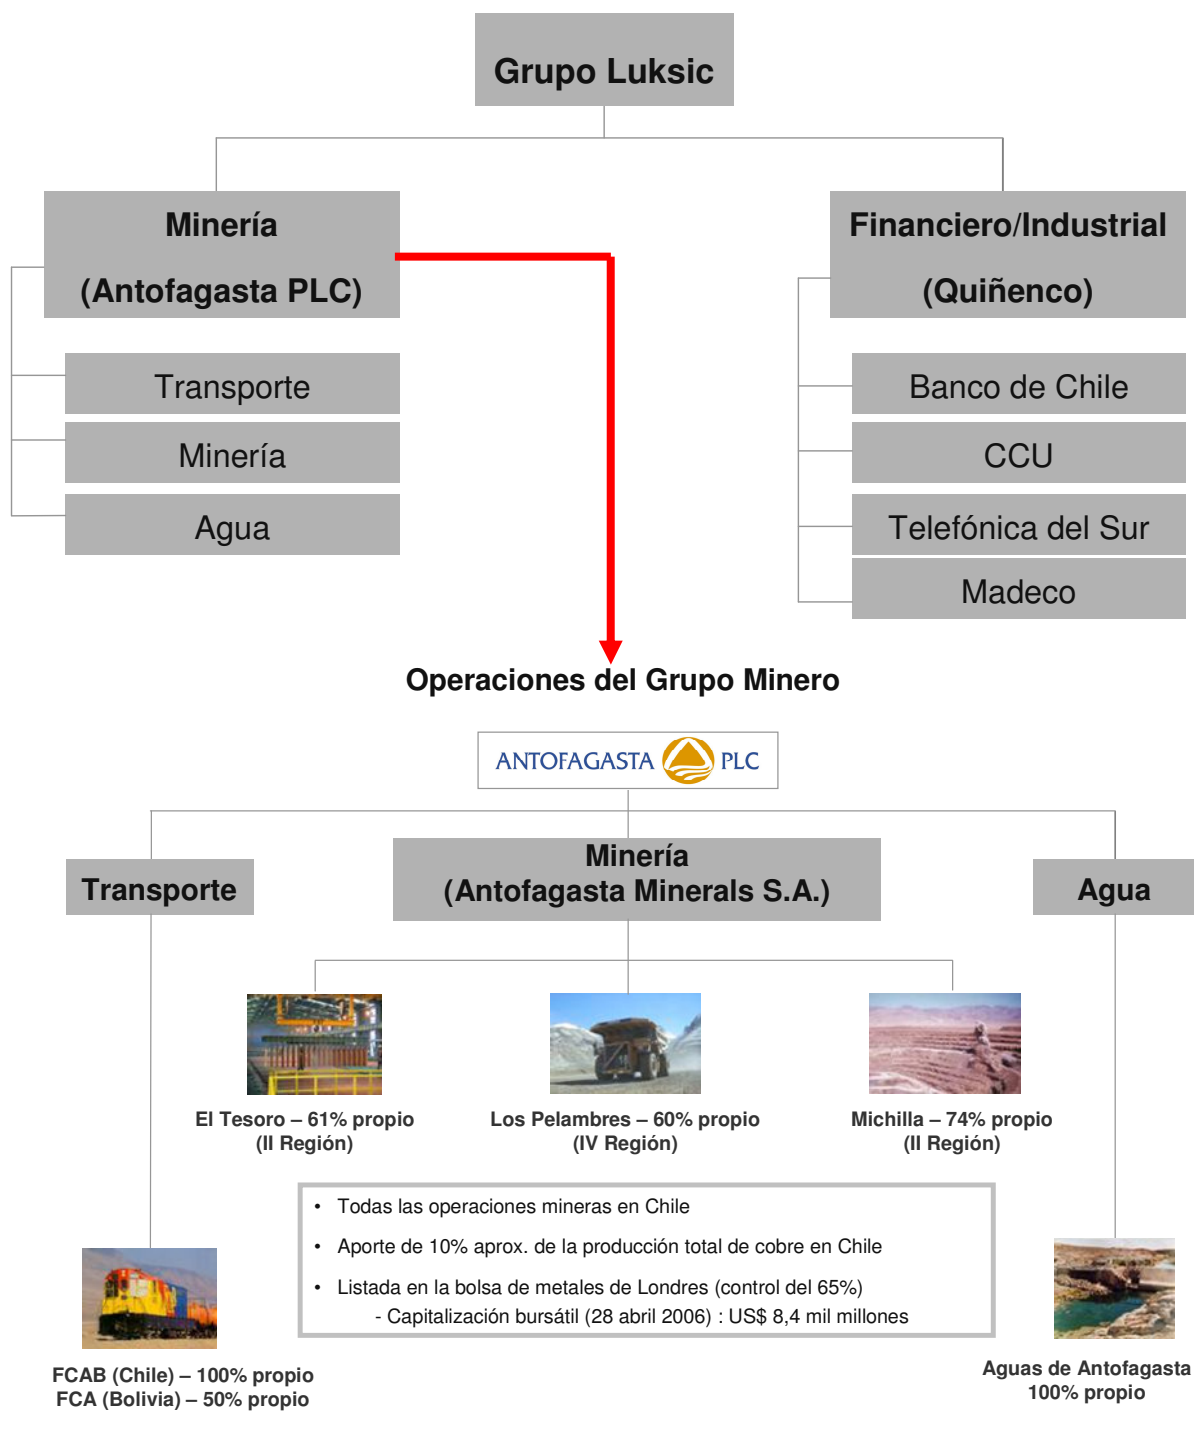 Grupo Luksic
Minería
(Antofagasta PLC)
Transporte
Minería
Agua
Financiero/Industrial
(Quiñenco)
Banco de Chile
CCU
Telefónica del Sur
Madeco
Operaciones del Grupo Minero
ANTOFAGASTA PLC
Transporte
Minería
(Antofagasta Minerals S.A.)
Agua
El Tesoro – 61% propio
(II Región)
Los Pelambres – 60% propio
(IV Región)
Michilla – 74% propio
(II Región)
• Todas las operaciones mineras en Chile
• Aporte de 10% aprox. de la producción total de cobre en Chile
• Listada en la bolsa de metales de Londres (control del 65%)
- Capitalización bursátil (28 abril 2006) : US$ 8,4 mil millones
FCAB (Chile) – 100% propio
FCA (Bolivia) – 50% propio
Aguas de Antofagasta
100% propio